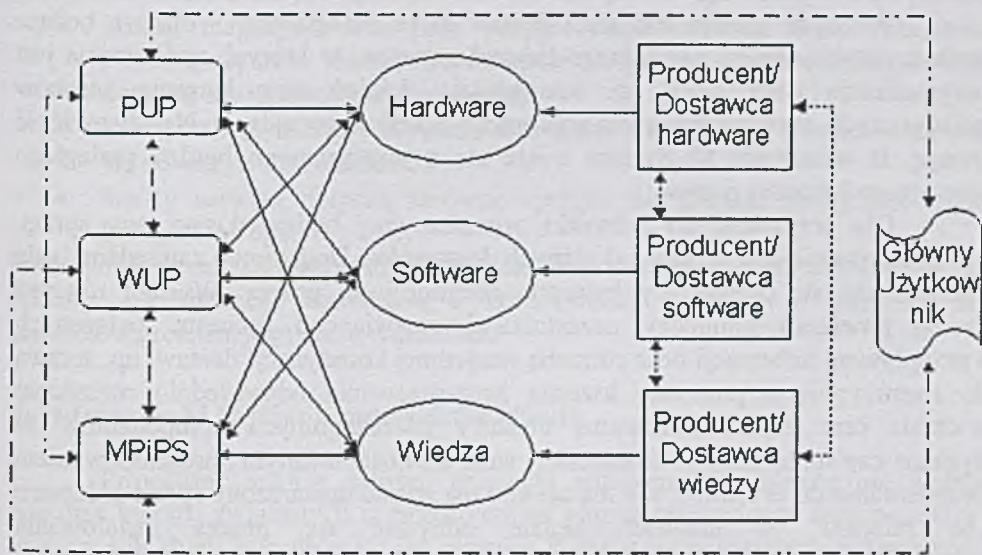 PUP
Hardware
Producent/
Dostawca
hardware
WUP
Software
Producent/
Dostawca
software
Główny
Użytkow
nik
MPiPS
Wiedza
Producent/
Dostawca
wiedzy